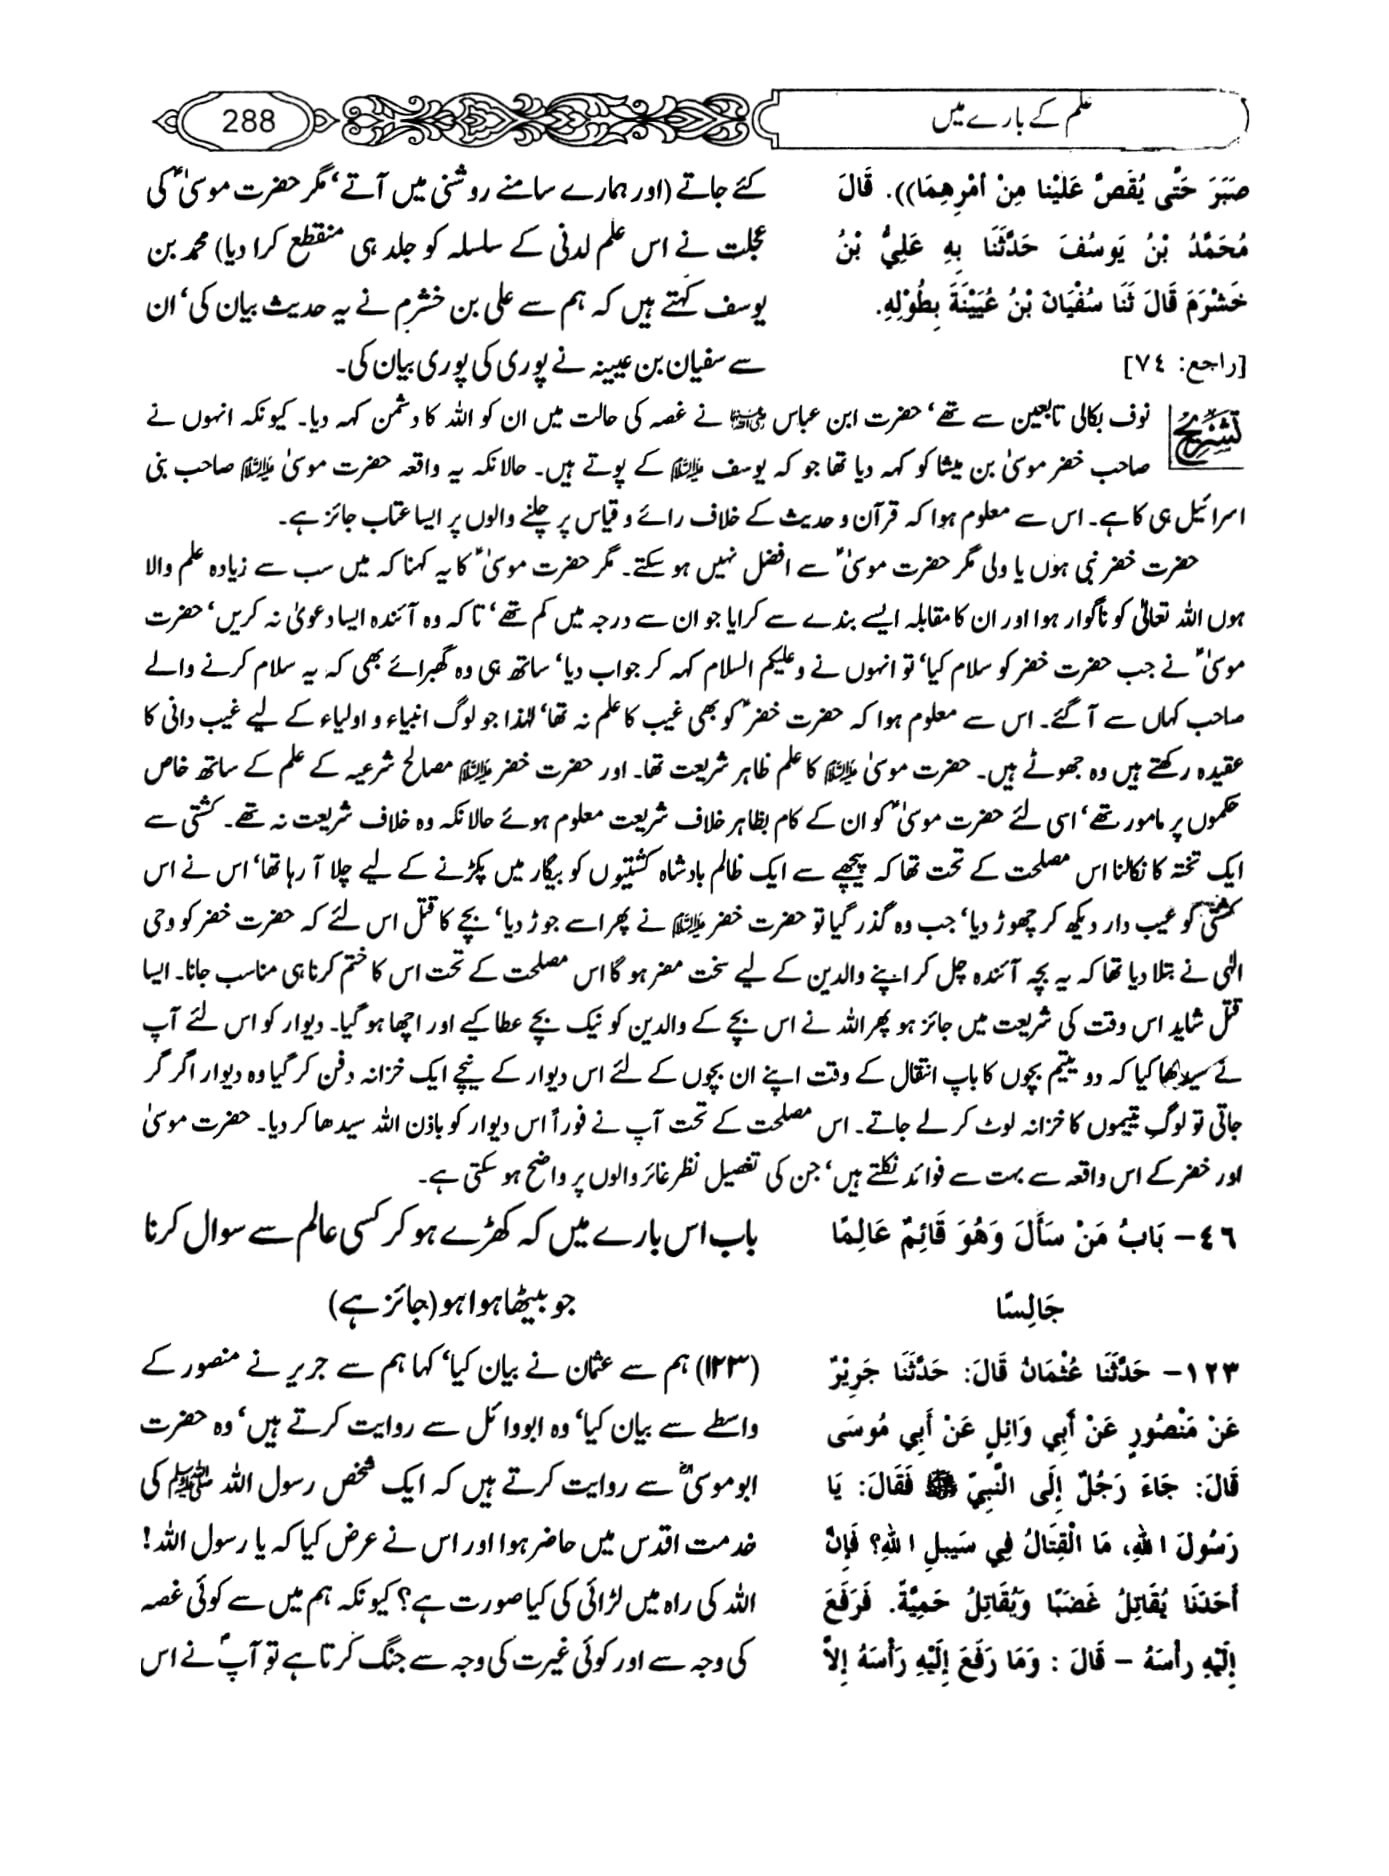 علم کے بارے میں
288
صَبَرَ حَتَّى يُقَصَّ عَلَيْنَا مِنْ أَمْرِهِمَا)). قَالَ
مُحَمَّدُ بْنُ يَوسُفَ حَدَّثَنَا بِهِ عَلِيُّ بْنُ
خَشْرَمَ قَالَ ثَنَا سُفْيَانَ بْنُ عُيَيْنَةَ بِطُوْلِهِ.
[راجع: ٧٤]
کئے جاتے (اور ہمارے سامنے روشنی میں آتے‘ مگر حضرت موسیٰؑ کی
عجلت نے اس علم لدنی کے سلسلہ کو جلد ہی منقطع کرا دیا) محمد بن
یوسف کہتے ہیں کہ ہم سے علی بن خشرم نے یہ حدیث بیان کی‘ ان
سے سفیان بن عیینہ نے پوری کی پوری بیان کی۔
تشریح نوف بکالی تابعین سے تھے‘ حضرت ابن عباس رضی اللہ عنہما نے غصہ کی حالت میں ان کو اللہ کا دشمن کہہ دیا۔ کیونکہ انہوں نے
صاحب خضر موسیٰ بن میشا کو کہہ دیا تھا جو کہ یوسف علیہ السلام کے پوتے ہیں۔ حالانکہ یہ واقعہ حضرت موسیٰ علیہ السلام صاحب بنی
اسرائیل ہی کا ہے۔ اس سے معلوم ہوا کہ قرآن و حدیث کے خلاف رائے و قیاس پر چلنے والوں پر ایسا عتاب جائز ہے۔
حضرت خضر نبی ہوں یا ولی مگر حضرت موسیٰؑ سے افضل نہیں ہو سکتے۔ مگر حضرت موسیٰؑ کا یہ کہنا کہ میں سب سے زیادہ علم والا
ہوں اللہ تعالیٰ کو ناگوار ہوا اور ان کا مقابلہ ایسے بندے سے کرایا جو ان سے درجہ میں کم تھے‘ تا کہ وہ آئندہ ایسا دعویٰ نہ کریں‘ حضرت
موسیٰؑ نے جب حضرت خضر کو سلام کیا‘ تو انہوں نے وعلیکم السلام کہہ کر جواب دیا‘ ساتھ ہی وہ گھبرائے بھی کہ یہ سلام کرنے والے
صاحب کہاں سے آ گئے۔ اس سے معلوم ہوا کہ حضرت خضرؑ کو بھی غیب کا علم نہ تھا‘ لہٰذا جو لوگ انبیاء و اولیاء کے لیے غیب دانی کا
عقیدہ رکھتے ہیں وہ جھوٹے ہیں۔ حضرت موسیٰ علیہ السلام کا علم ظاہر شریعت تھا۔ اور حضرت خضر علیہ السلام مصالح شرعیہ کے علم کے ساتھ خاص
حکموں پر مامور تھے‘ اسی لئے حضرت موسیٰؑ کو ان کے کام بظاہر خلاف شریعت معلوم ہوئے حالانکہ وہ خلاف شریعت نہ تھے۔ کشتی سے
ایک تختہ کا نکالنا اس مصلحت کے تحت تھا کہ پیچھے سے ایک ظالم بادشاہ کشتیوں کو بیگار میں پکڑنے کے لیے چلا آ رہا تھا‘ اس نے اس
کشتی کو عیب دار دیکھ کر چھوڑ دیا‘ جب وہ گذر گیا تو حضرت خضر علیہ السلام نے پھر اسے جوڑ دیا‘ بچے کا قتل اس لئے کہ حضرت خضر کو وحی
الٰہی نے بتلا دیا تھا کہ یہ بچہ آئندہ چل کر اپنے والدین کے لیے سخت مضر ہو گا اس مصلحت کے تحت اس کا ختم کرنا ہی مناسب جانا۔ ایسا
قتل شاید اس وقت کی شریعت میں جائز ہو پھر اللہ نے اس بچے کے والدین کو نیک بچے عطا کیے اور اچھا ہو گیا۔ دیوار کو اس لئے آپ
نے سیدھا کیا کہ دو یتیم بچوں کا باپ انتقال کے وقت اپنے ان بچوں کے لئے اس دیوار کے نیچے ایک خزانہ دفن کر گیا وہ دیوار اگر گر
جاتی تو لوگ یتیموں کا خزانہ لوٹ کر لے جاتے۔ اس مصلحت کے تحت آپ نے فوراً اس دیوار کو باذن اللہ سیدھا کر دیا۔ حضرت موسیٰ
اور خضر کے اس واقعہ سے بہت سے فوائد نکلتے ہیں‘ جن کی تفصیل نظر غائر والوں پر واضح ہو سکتی ہے۔
٤٦- بَابُ مَنْ سَأَلَ وَهُوَ قَائِمٌ عَالِمًا
جَالِسًا
باب اس بارے میں کہ کھڑے ہو کر کسی عالم سے سوال کرنا
جو بیٹھا ہوا ہو (جائز ہے)
١٢٣- حَدَّثَنَا عُثْمَانُ قَالَ: حَدَّثَنَا جَرِيْرٌ
عَنْ مَنْصُورٍ عَنْ أَبِي وَائِلٍ عَنْ أَبِي مُوسَى
قَالَ: جَاءَ رَجُلٌ إِلَى النَّبِيِّ ﷺ فَقَالَ: يَا
رَسُولَ اللهِ، مَا الْقِتَالُ فِي سَبِيلِ اللهِ؟ فَإِنَّ
أَحَدَنَا يُقَاتِلُ غَضَبًا وَيُقَاتِلُ حَمِيَّةً. فَرَفَعَ
إِلَيْهِ رأْسَهُ – قَالَ : وَمَا رَفَعَ إِلَيْهِ رَأْسَهُ إِلاَّ
(۱۲۳) ہم سے عثمان نے بیان کیا‘ کہا ہم سے جریر نے منصور کے
واسطے سے بیان کیا‘ وہ ابووائل سے روایت کرتے ہیں‘ وہ حضرت
ابوموسیٰؓ سے روایت کرتے ہیں کہ ایک شخص رسول اللہ ﷺ کی
خدمت اقدس میں حاضر ہوا اور اس نے عرض کیا کہ یا رسول اللہ!
اللہ کی راہ میں لڑائی کی کیا صورت ہے؟ کیونکہ ہم میں سے کوئی غصہ
کی وجہ سے اور کوئی غیرت کی وجہ سے جنگ کرتا ہے تو آپؐ نے اس